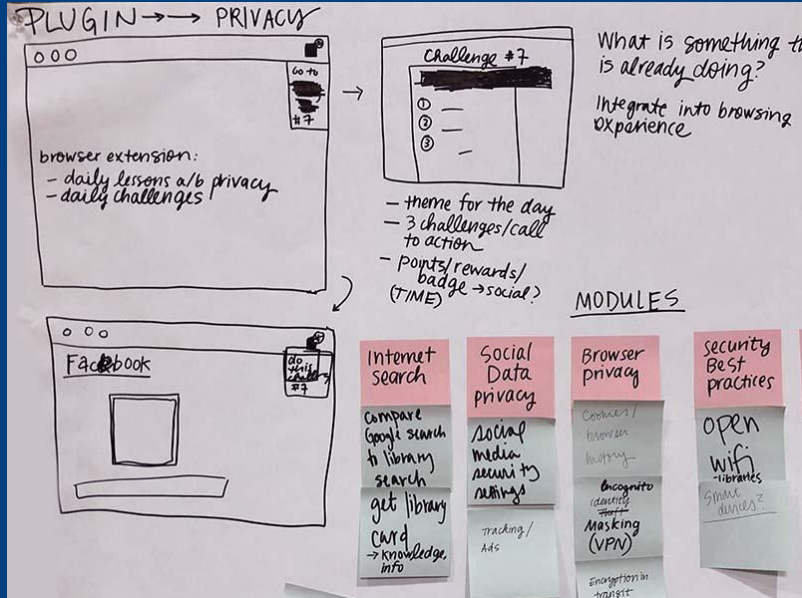 PLUGIN →→ PRIVACY
Go to
#7
browser extension:
- daily lessons a/b privacy
- daily challenges
→
Challenge #7
①
②
③
- theme for the day
- 3 challenges/call
to action
- points/rewards/
badge → social?
(TIME)
What is something
is already doing?
Integrate into browsing
experience
Facebook
do
this
#7
MODULES
Internet
search
compare
Google search
to library
search
get library
card
→ knowledge,
info
Social
Data
privacy
social
media
security
settings
Tracking/
Ads
Browser
privacy
Cookies/
browser
history
Incognito
identity
Masking
(VPN)
Encryption in
transit
security
Best
practices
open
wifi
-libraries
Smart
devices?